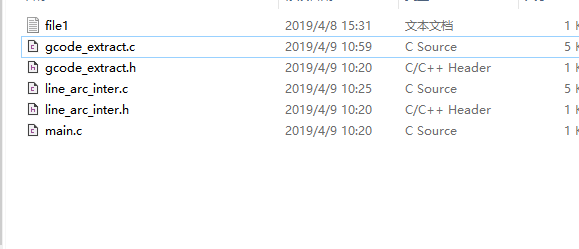 file1 2019/4/8 15:31 文本文档 1 K
gcode_extract.c 2019/4/9 10:59 C Source 5 K
gcode_extract.h 2019/4/9 10:20 C/C++ Header 1 K
line_arc_inter.c 2019/4/9 10:25 C Source 5 K
line_arc_inter.h 2019/4/9 10:20 C/C++ Header 1 K
main.c 2019/4/9 10:20 C Source 1 K